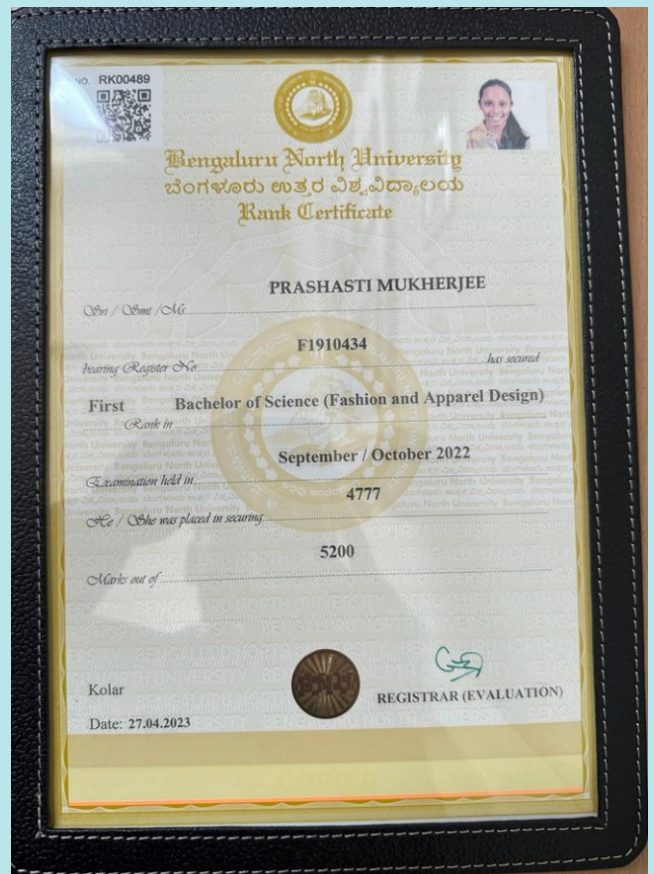 NO. RK00489
Bengaluru North University
ಬೆಂಗಳೂರು ಉತ್ತರ ವಿಶ್ವವಿದ್ಯಾಲಯ
Rank Certificate
PRASHASTI MUKHERJEE
Sri / Smt / Ms
F1910434
bearing Register No has secured
First Bachelor of Science (Fashion and Apparel Design)
Rank in
September / October 2022
Examination held in
4777
He / She was placed in securing
5200
Marks out of
Kolar
REGISTRAR (EVALUATION)
Date: 27.04.2023